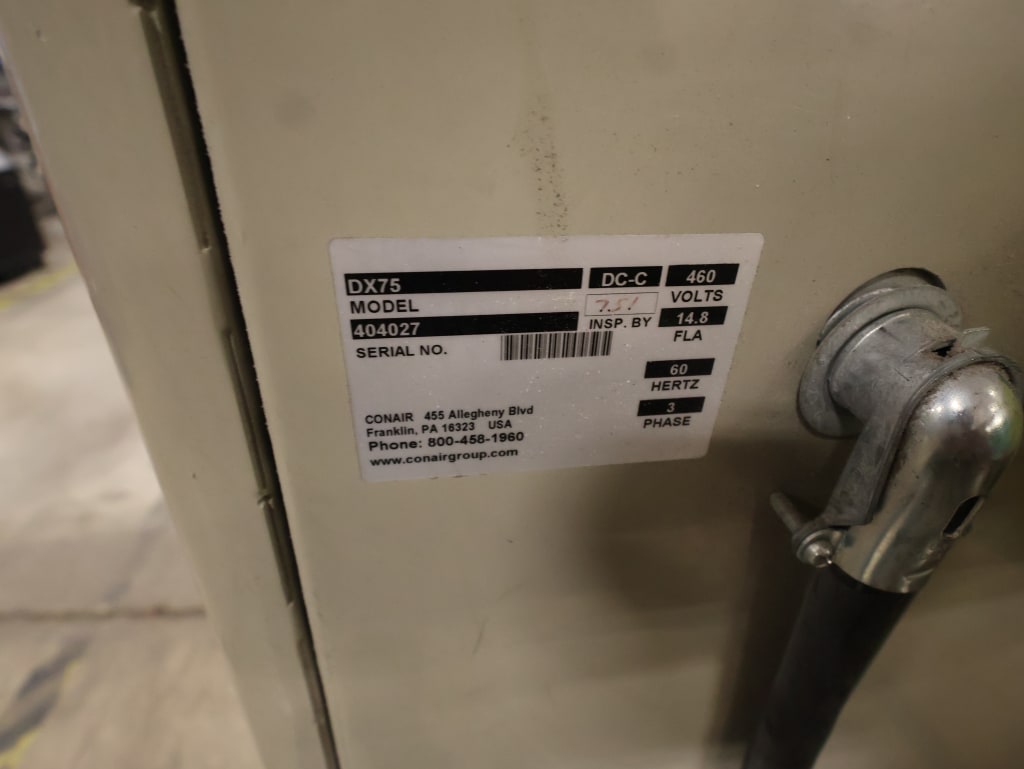 DX75 DC-C 460
MODEL VOLTS
404027 INSP. BY 14.8
SERIAL NO. FLA
60
HERTZ
3
PHASE
CONAIR 455 Allegheny Blvd
Franklin, PA 16323 USA
Phone: 800-458-1960
www.conairgroup.com